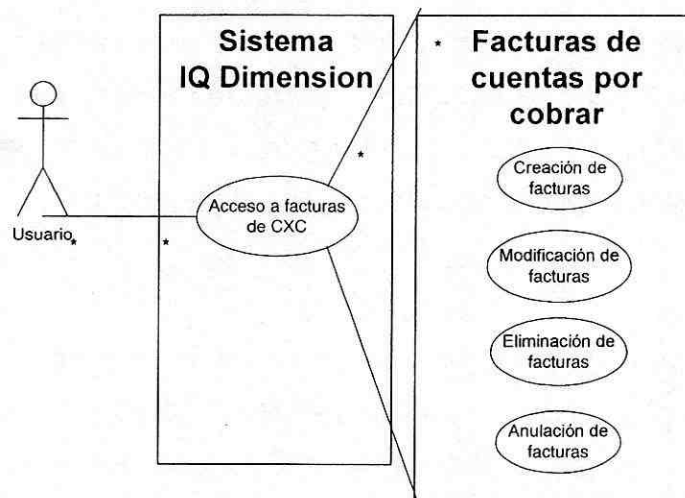 Sistema
IQ Dimension
* Facturas de
cuentas por
cobrar
*
Creación de
facturas
Acceso a facturas
de CXC
Usuario
*
*
Modificación de
facturas
Eliminación de
facturas
Anulación de
facturas